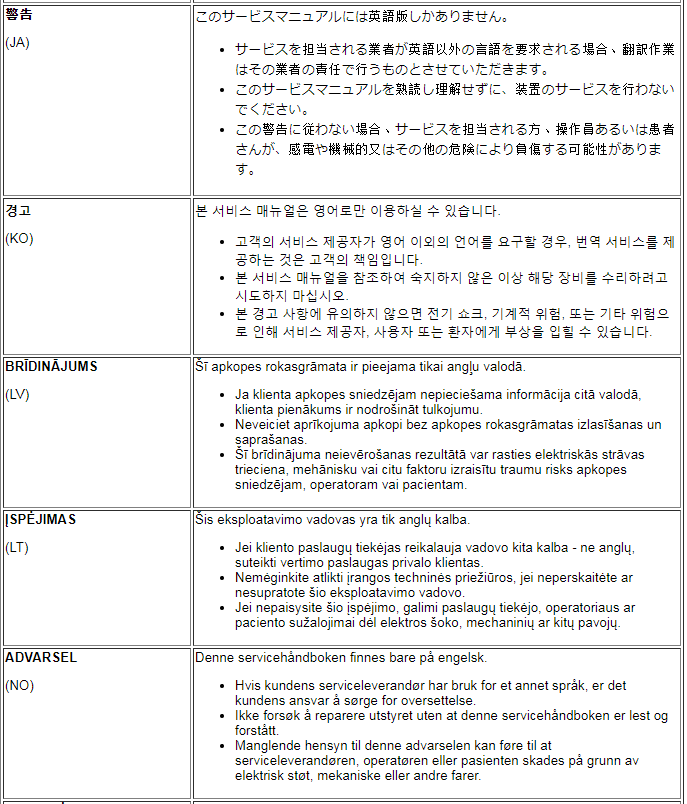 警告
(JA)
このサービスマニュアルには英語版しかありません。
• サービスを担当される業者が英語以外の言語を要求される場合、翻訳作業
はその業者の責任で行うものとさせていただきます。
• このサービスマニュアルを熟読し理解せずに、装置のサービスを行わない
でください。
• この警告に従わない場合、サービスを担当される方、操作員あるいは患者
さんが、感電や機械的又はその他の危険により負傷する可能性がありま
す。
경고
(KO)
본 서비스 매뉴얼은 영어로만 이용하실 수 있습니다.
• 고객의 서비스 제공자가 영어 이외의 언어를 요구할 경우, 번역 서비스를 제
공하는 것은 고객의 책임입니다.
• 본 서비스 매뉴얼을 참조하여 숙지하지 않은 이상 해당 장비를 수리하려고
시도하지 마십시오.
• 본 경고 사항에 유의하지 않으면 전기 쇼크, 기계적 위험, 또는 기타 위험으
로 인해 서비스 제공자, 사용자 또는 환자에게 부상을 입힐 수 있습니다.
BRĪDINĀJUMS
(LV)
Šī apkopes rokasgrāmata ir pieejama tikai angļu valodā.
• Ja klienta apkopes sniedzējam nepieciešama informācija citā valodā,
klienta pienākums ir nodrošināt tulkojumu.
• Neveiciet aprīkojuma apkopi bez apkopes rokasgrāmatas izlasīšanas un
saprašanas.
• Šī brīdinājuma neievērošanas rezultātā var rasties elektriskās strāvas
trieciena, mehānisku vai citu faktoru izraisītu traumu risks apkopes
sniedzējam, operatoram vai pacientam.
ĮSPĖJIMAS
(LT)
Šis eksploatavimo vadovas yra tik anglų kalba.
• Jei kliento paslaugų tiekėjas reikalauja vadovo kita kalba - ne anglų,
suteikti vertimo paslaugas privalo klientas.
• Nemėginkite atlikti įrangos techninės priežiūros, jei neperskaitėte ar
nesupratote šio eksploatavimo vadovo.
• Jei nepaisysite šio įspėjimo, galimi paslaugų tiekėjo, operatoriaus ar
paciento sužalojimai dėl elektros šoko, mechaninių ar kitų pavojų.
ADVARSEL
(NO)
Denne servicehåndboken finnes bare på engelsk.
• Hvis kundens serviceleverandør har bruk for et annet språk, er det
kundens ansvar å sørge for oversettelse.
• Ikke forsøk å reparere utstyret uten at denne servicehåndboken er lest og
forstått.
• Manglende hensyn til denne advarselen kan føre til at
serviceleverandøren, operatøren eller pasienten skades på grunn av
elektrisk støt, mekaniske eller andre farer.